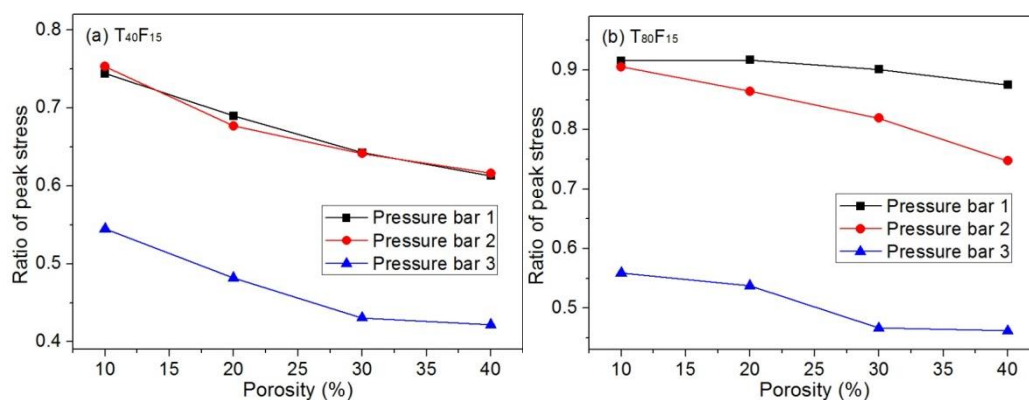 (a) T40F15
Ratio of peak stress
0.8
0.7
0.6
0.5
0.4
Pressure bar 1
Pressure bar 2
Pressure bar 3
10 20 30 40
Porosity (%)
(b) T80F15
Ratio of peak stress
0.9
0.8
0.7
0.6
0.5
Pressure bar 1
Pressure bar 2
Pressure bar 3
10 15 20 25 30 35 40
Porosity (%)